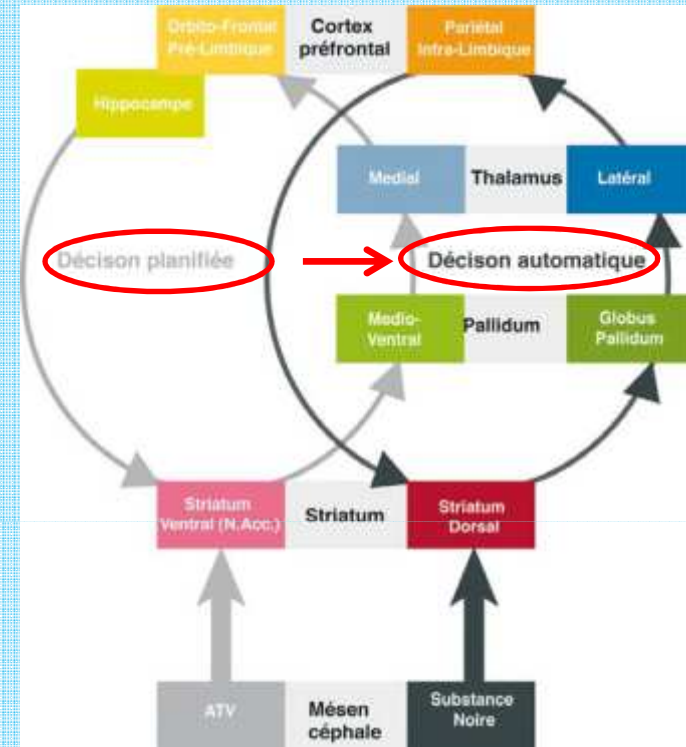 Orbito-Frontal
Pré-Limbique
Cortex
préfrontal
Pariétal
Infra-Limbique
Hippocampe
Medial
Thalamus
Latéral
Décison planifiée
Décison automatique
Medio-
Ventral
Pallidum
Globus
Pallidum
Striatum
Ventral (N.Acc.)
Striatum
Striatum
Dorsal
ATV
Mésen
céphale
Substance
Noire